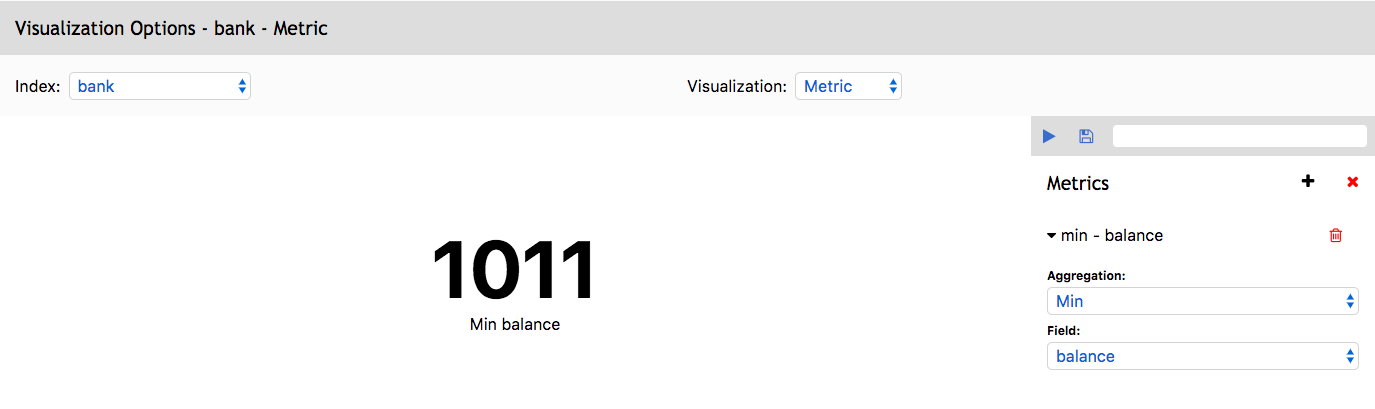 Visualization Options - bank - Metric
Index: bank
Visualization: Metric
Metrics
min - balance
Aggregation:
Min
Field:
balance
1011
Min balance